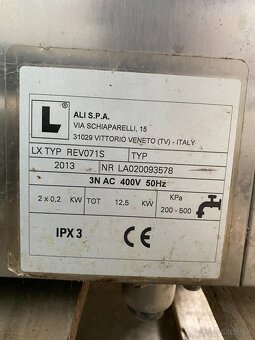 L
ALI S.P.A.
VIA SCHIAPARELLI, 15
31029 VITTORIO VENETO (TV) - ITALY
LX TYP REV071S TYP
2013 NR LA020093578
3N AC 400V 50Hz
2 x 0,2 KW TOT 12,5 KW KPa
200 - 500
IPX 3 CE